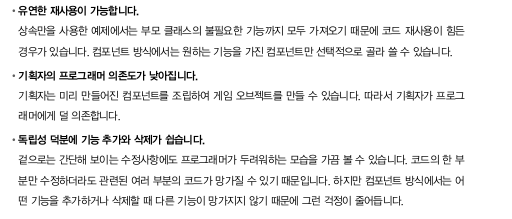 • 유연한 재사용이 가능합니다.
상속만을 사용한 예제에서는 부모 클래스의 불필요한 기능까지 모두 가져오기 때문에 코드 재사용이 힘든
경우가 있습니다. 컴포넌트 방식에서는 원하는 기능을 가진 컴포넌트만 선택적으로 골라 쓸 수 있습니다.
• 기획자의 프로그래머 의존도가 낮아집니다.
기획자는 미리 만들어진 컴포넌트를 조립하여 게임 오브젝트를 만들 수 있습니다. 따라서 기획자가 프로그
래머에게 덜 의존합니다.
• 독립성 덕분에 기능 추가와 삭제가 쉽습니다.
겉으로는 간단해 보이는 수정사항에도 프로그래머가 두려워하는 모습을 가끔 볼 수 있습니다. 코드의 한 부
분만 수정하더라도 관련된 여러 부분의 코드가 망가질 수 있기 때문입니다. 하지만 컴포넌트 방식에서는 어
떤 기능을 추가하거나 삭제할 때 다른 기능이 망가지지 않기 때문에 그런 걱정이 줄어듭니다.